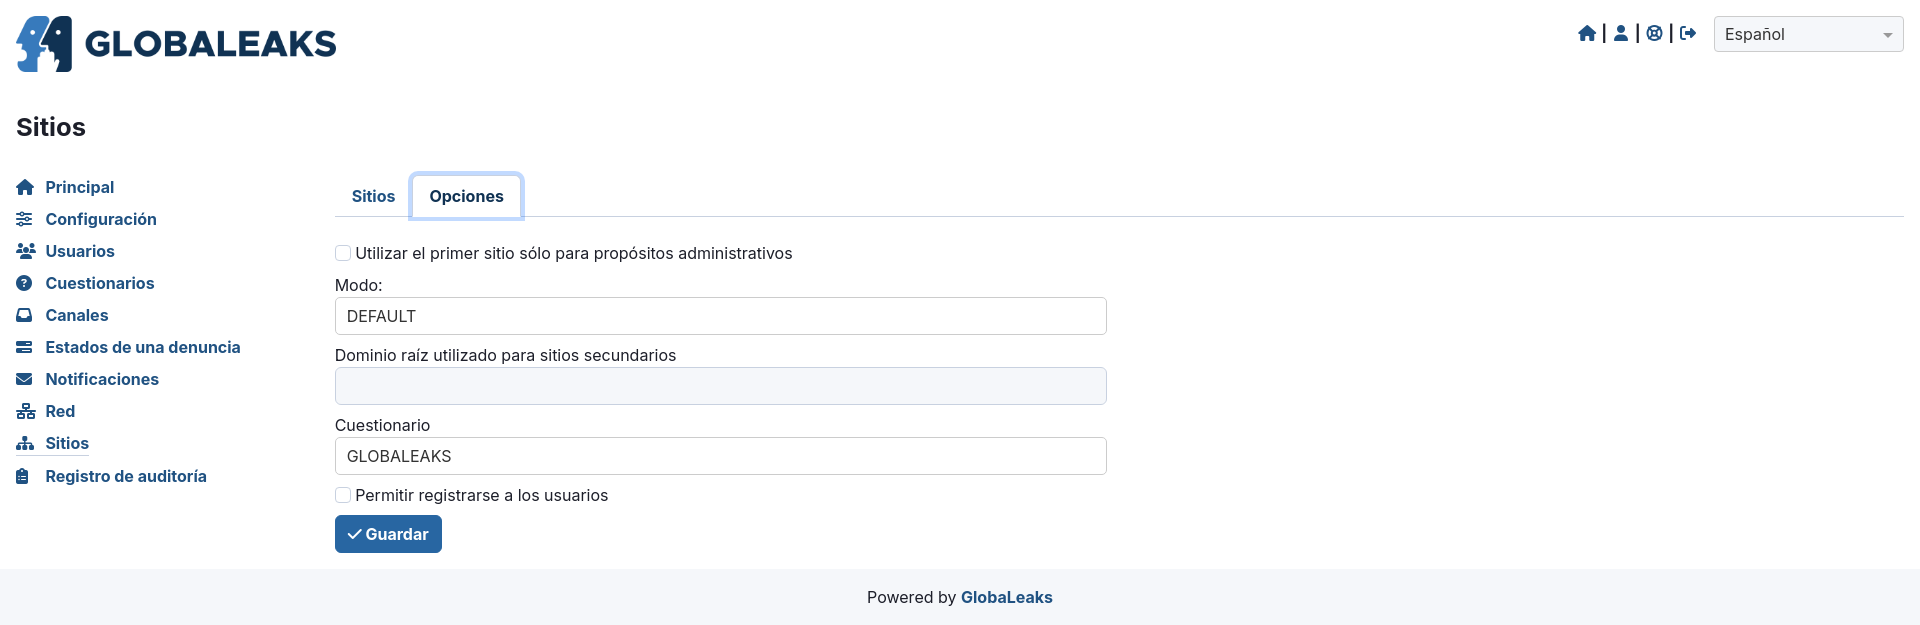 GLOBALEAKS
Español
Sitios
Principal
Configuración
Usuarios
Cuestionarios
Canales
Estados de una denuncia
Notificaciones
Red
Sitios
Registro de auditoría
Sitios
Opciones
Utilizar el primer sitio sólo para propósitos administrativos
Modo:
DEFAULT
Dominio raíz utilizado para sitios secundarios
Cuestionario
GLOBALEAKS
Permitir registrarse a los usuarios
Guardar
Powered by GlobaLeaks